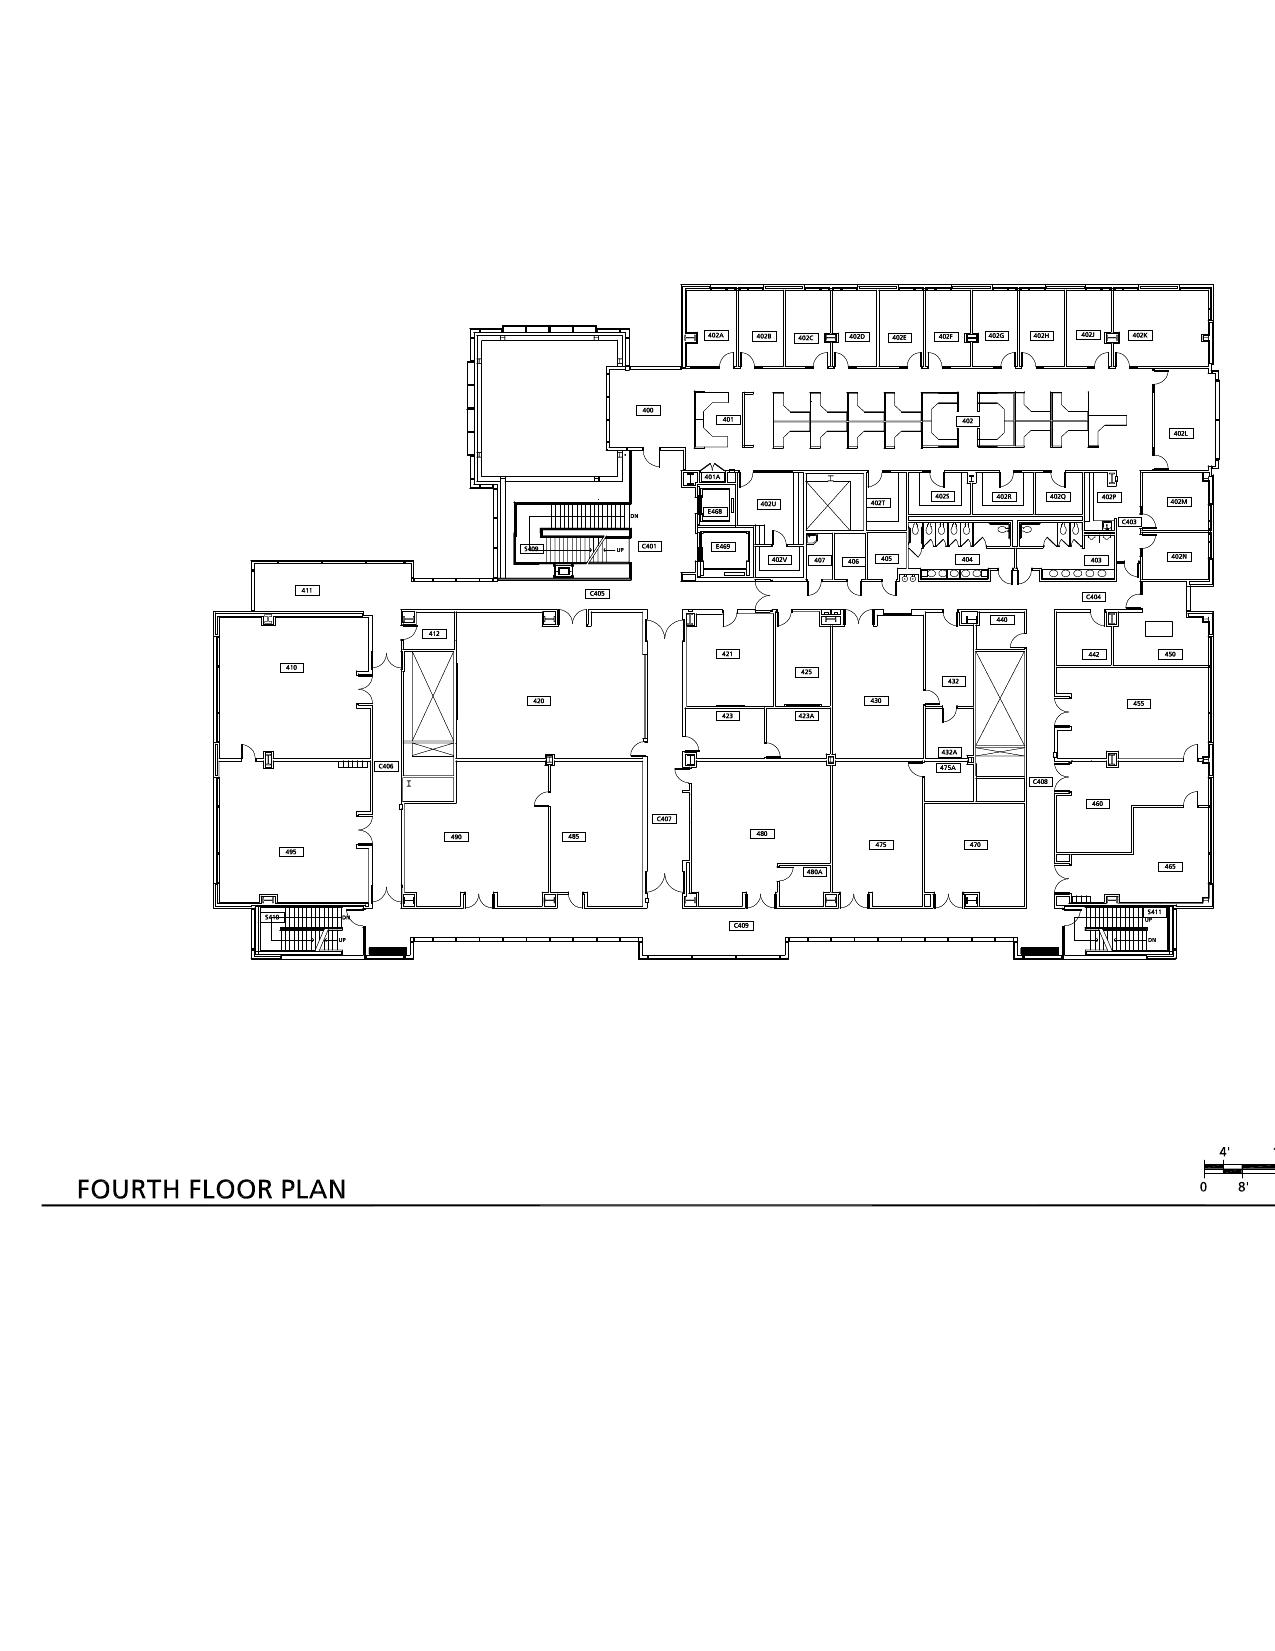 402A 402B 402C 402D 402E 402F 402G 402H 402J 402K
400 401 402 402L
401A
E468 402U 402T 402S 402R 402Q 402P 402M
DN C403
S409 UP C401 E469 402V 407 406 405 404 403 402N
411 C405 C404
412 440
410 421 425 432 442 450
420 430 455
423 423A
432A
C406 475A C408
490 485 C407 480 475 470 460
495 480A 465
S410 DN C409 S411
UP UP
DN
4'
FOURTH FLOOR PLAN
0 8'